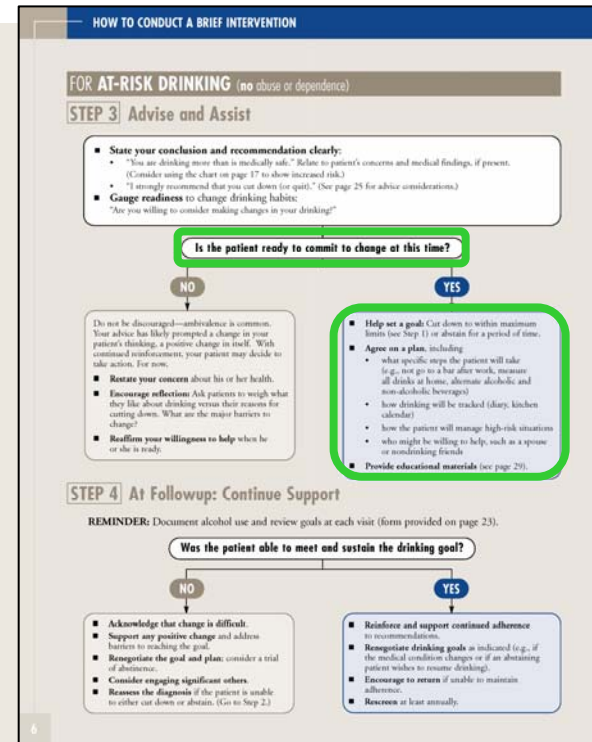 HOW TO CONDUCT A BRIEF INTERVENTION
FOR AT-RISK DRINKING (no abuse or dependence)
STEP 3 Advise and Assist
■ State your conclusion and recommendation clearly:
• "You are drinking more than is medically safe." Relate to patient's concerns and medical findings, if present.
(Consider using the chart on page 17 to show increased risk.)
• "I strongly recommend that you cut down (or quit)." (See page 25 for advice considerations.)
■ Gauge readiness to change drinking habits:
"Are you willing to consider making changes in your drinking?"
Is the patient ready to commit to change at this time?
NO
YES
Do not be discouraged—ambivalence is common.
Your advice has likely prompted a change in your
patient's thinking, a positive change in itself. With
continued reinforcement, your patient may decide to
take action. For now,
■ Restate your concern about his or her health.
■ Encourage reflection: Ask patients to weigh what
they like about drinking versus their reasons for
cutting down. What are the major barriers to
change?
■ Reaffirm your willingness to help when he
or she is ready.
■ Help set a goal: Cut down to within maximum
limits (see Step 1) or abstain for a period of time.
■ Agree on a plan, including
• what specific steps the patient will take
(e.g., not go to a bar after work, measure
all drinks at home, alternate alcoholic and
non-alcoholic beverages)
• how drinking will be tracked (diary, kitchen
calendar)
• how the patient will manage high-risk situations
• who might be willing to help, such as a spouse
or nondrinking friends
■ Provide educational materials (see page 29).
STEP 4 At Followup: Continue Support
REMINDER: Document alcohol use and review goals at each visit (form provided on page 23).
Was the patient able to meet and sustain the drinking goal?
NO
YES
■ Acknowledge that change is difficult.
■ Support any positive change and address
barriers to reaching the goal.
■ Renegotiate the goal and plan; consider a trial
of abstinence.
■ Consider engaging significant others.
■ Reassess the diagnosis if the patient is unable
to either cut down or abstain. (Go to Step 2.)
■ Reinforce and support continued adherence
to recommendations.
■ Renegotiate drinking goals as indicated (e.g., if
the medical condition changes or if an abstaining
patient wishes to resume drinking).
■ Encourage to return if unable to maintain
adherence.
■ Rescreen at least annually.
6